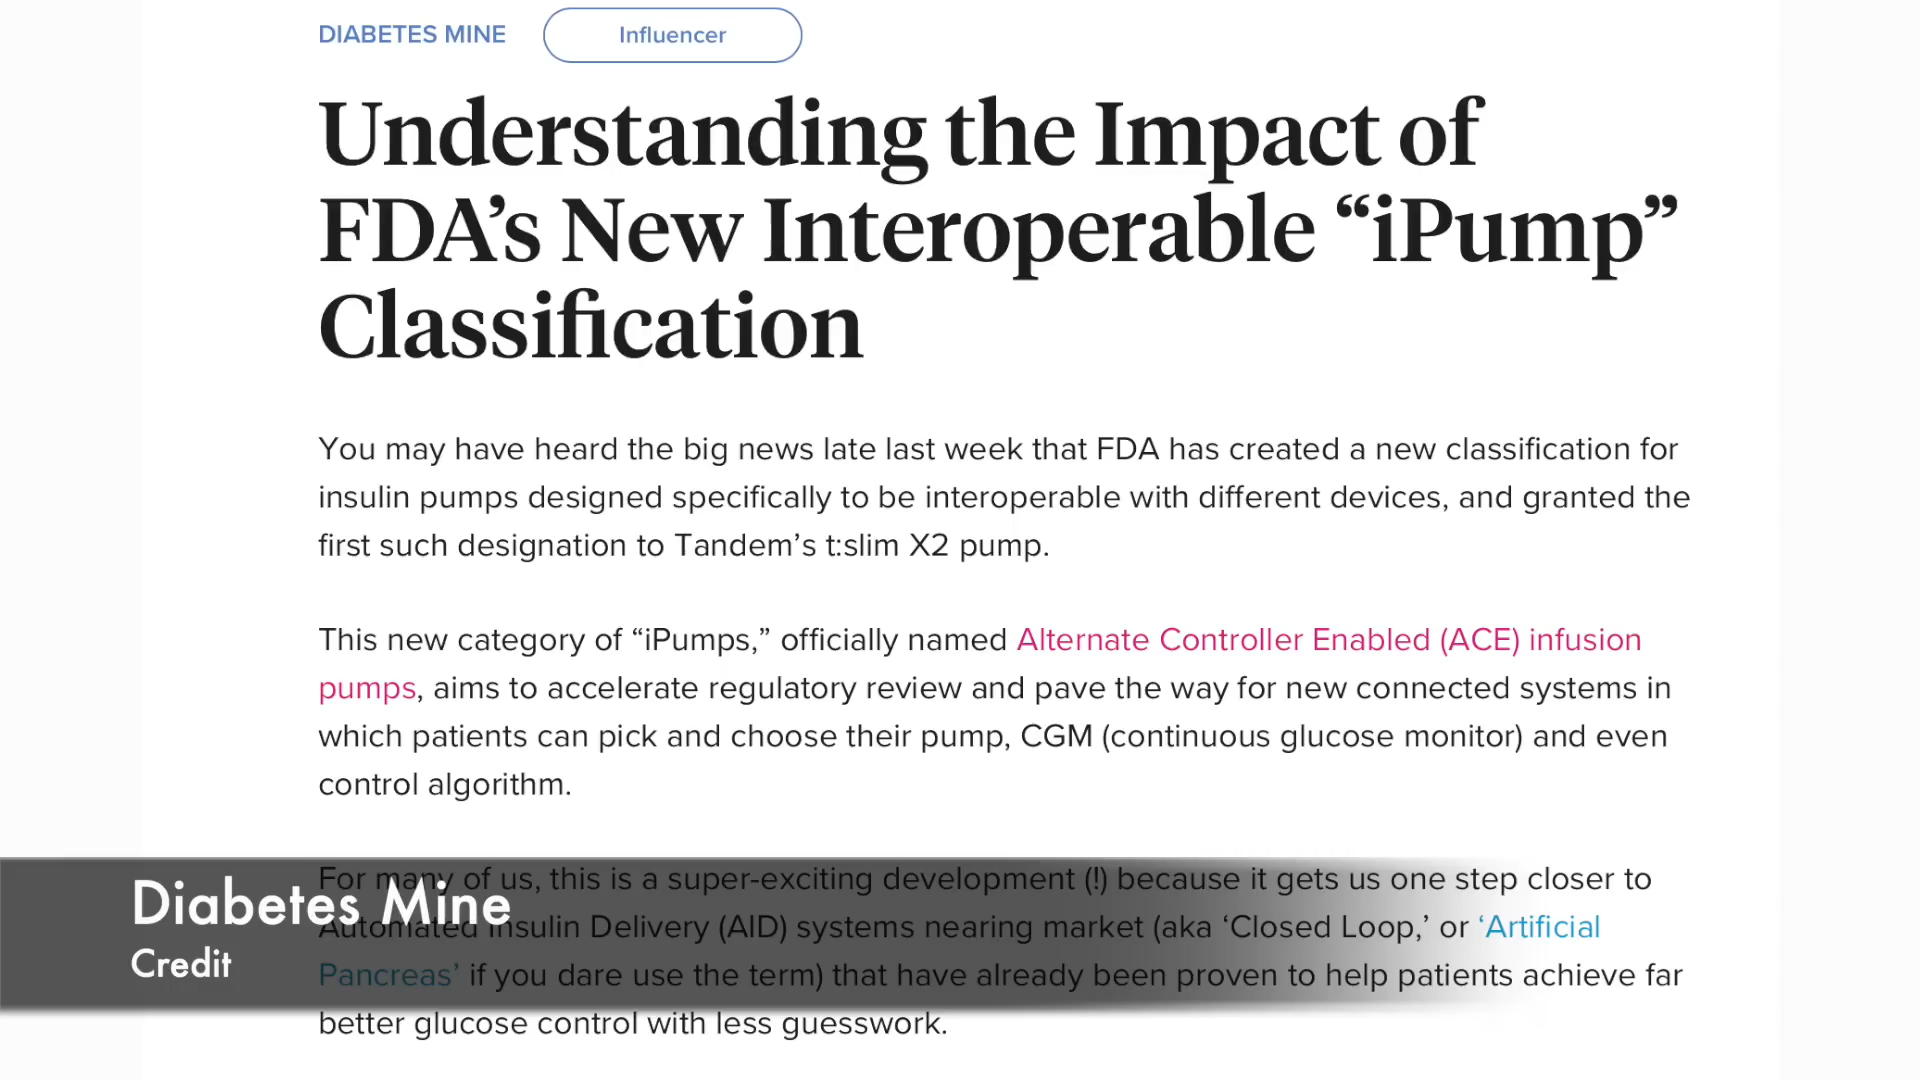 DIABETES MINE Influencer
Understanding the Impact of
FDA’s New Interoperable “iPump”
Classification
You may have heard the big news late last week that FDA has created a new classification for
insulin pumps designed specifically to be interoperable with different devices, and granted the
first such designation to Tandem’s t:slim X2 pump.
This new category of “iPumps,” officially named Alternate Controller Enabled (ACE) infusion
pumps, aims to accelerate regulatory review and pave the way for new connected systems in
which patients can pick and choose their pump, CGM (continuous glucose monitor) and even
control algorithm.
For many of us, this is a super-exciting development (!) because it gets us one step closer to
Automated Insulin Delivery (AID) systems nearing market (aka ‘Closed Loop,’ or ‘Artificial
Pancreas’ if you dare use the term) that have already been proven to help patients achieve far
better glucose control with less guesswork.
Diabetes Mine
Credit